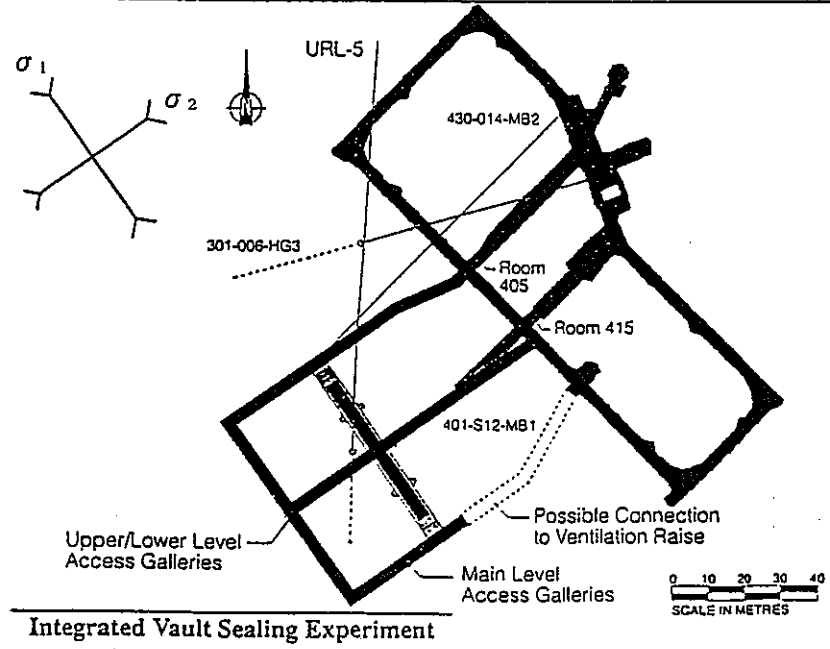 URL-5
σ 1
σ 2
430-014-MB2
301-006-HG3
Room
405
Room 415
401-S12-MB1
Upper/Lower Level
Access Galleries
Possible Connection
to Ventilation Raise
Main Level
Access Galleries
0 10 20 30 40
SCALE IN METRES
Integrated Vault Sealing Experiment